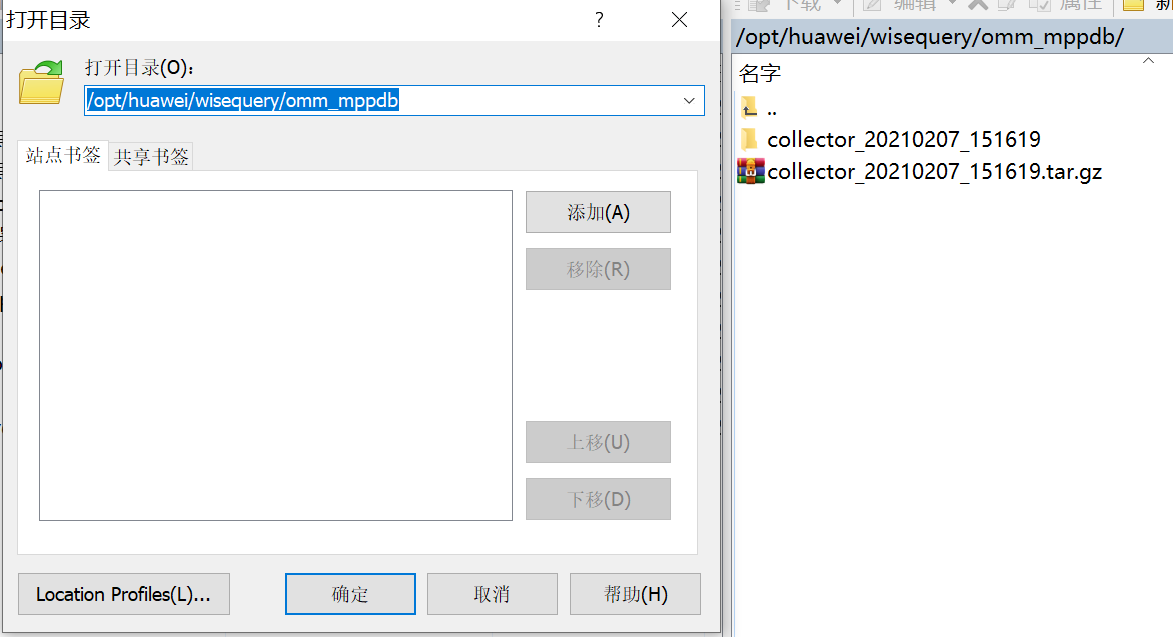 打开目录
?
打开目录(O):
/opt/huawei/wisequery/omm_mppdb
站点书签
共享书签
添加(A)
移除(R)
上移(U)
下移(D)
Location Profiles(L)...
确定
取消
帮助(H)
下载
编辑
属性
/opt/huawei/wisequery/omm_mppdb/
名字
..
collector_20210207_151619
collector_20210207_151619.tar.gz